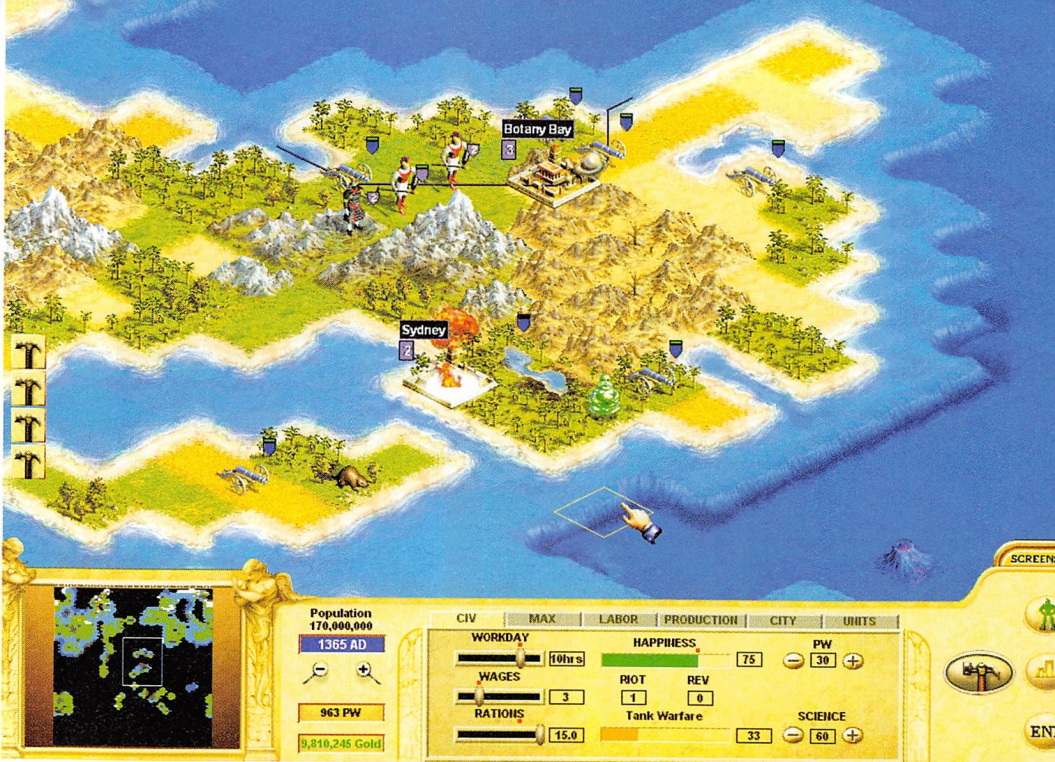 Botany Bay
3
Sydney
2
SCREENS
Population
170,000,000
1365 AD
963 PW
9,810,245 Gold
CIV MAX LABOR PRODUCTION CITY UNITS
WORKDAY HAPPINESS PW
10hrs 75 30
WAGES RIOT REV
3 1 0
RATIONS Tank Warfare SCIENCE
15.0 33 60
EN